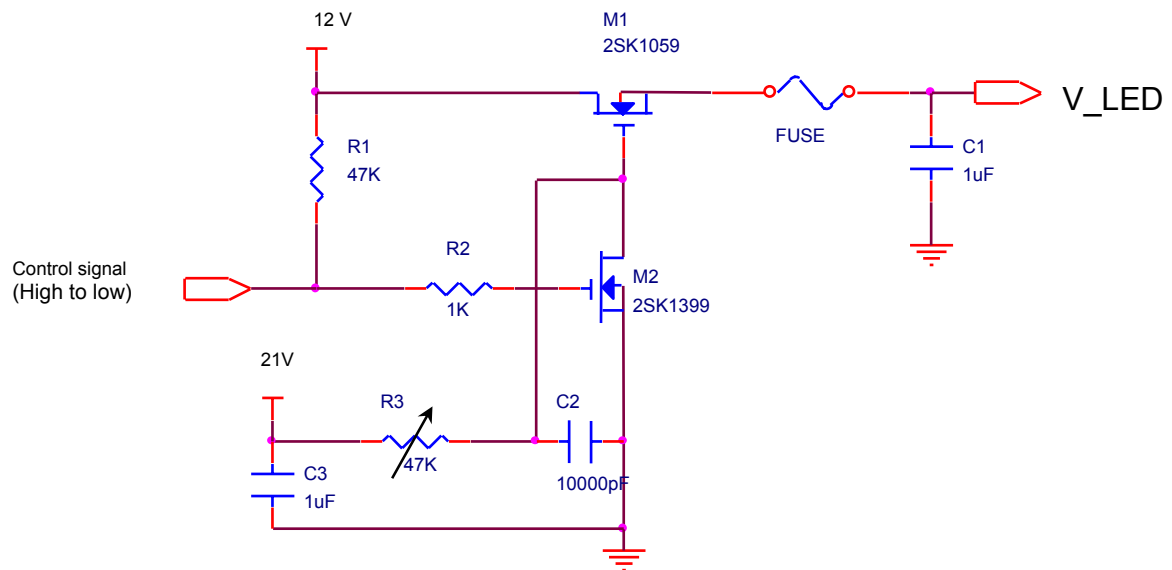 12 V
M1
2SK1059
V_LED
FUSE
R1
47K
C1
1uF
R2
1K
Control signal
(High to low)
M2
2SK1399
21V
R3
47K
C2
10000pF
C3
1uF